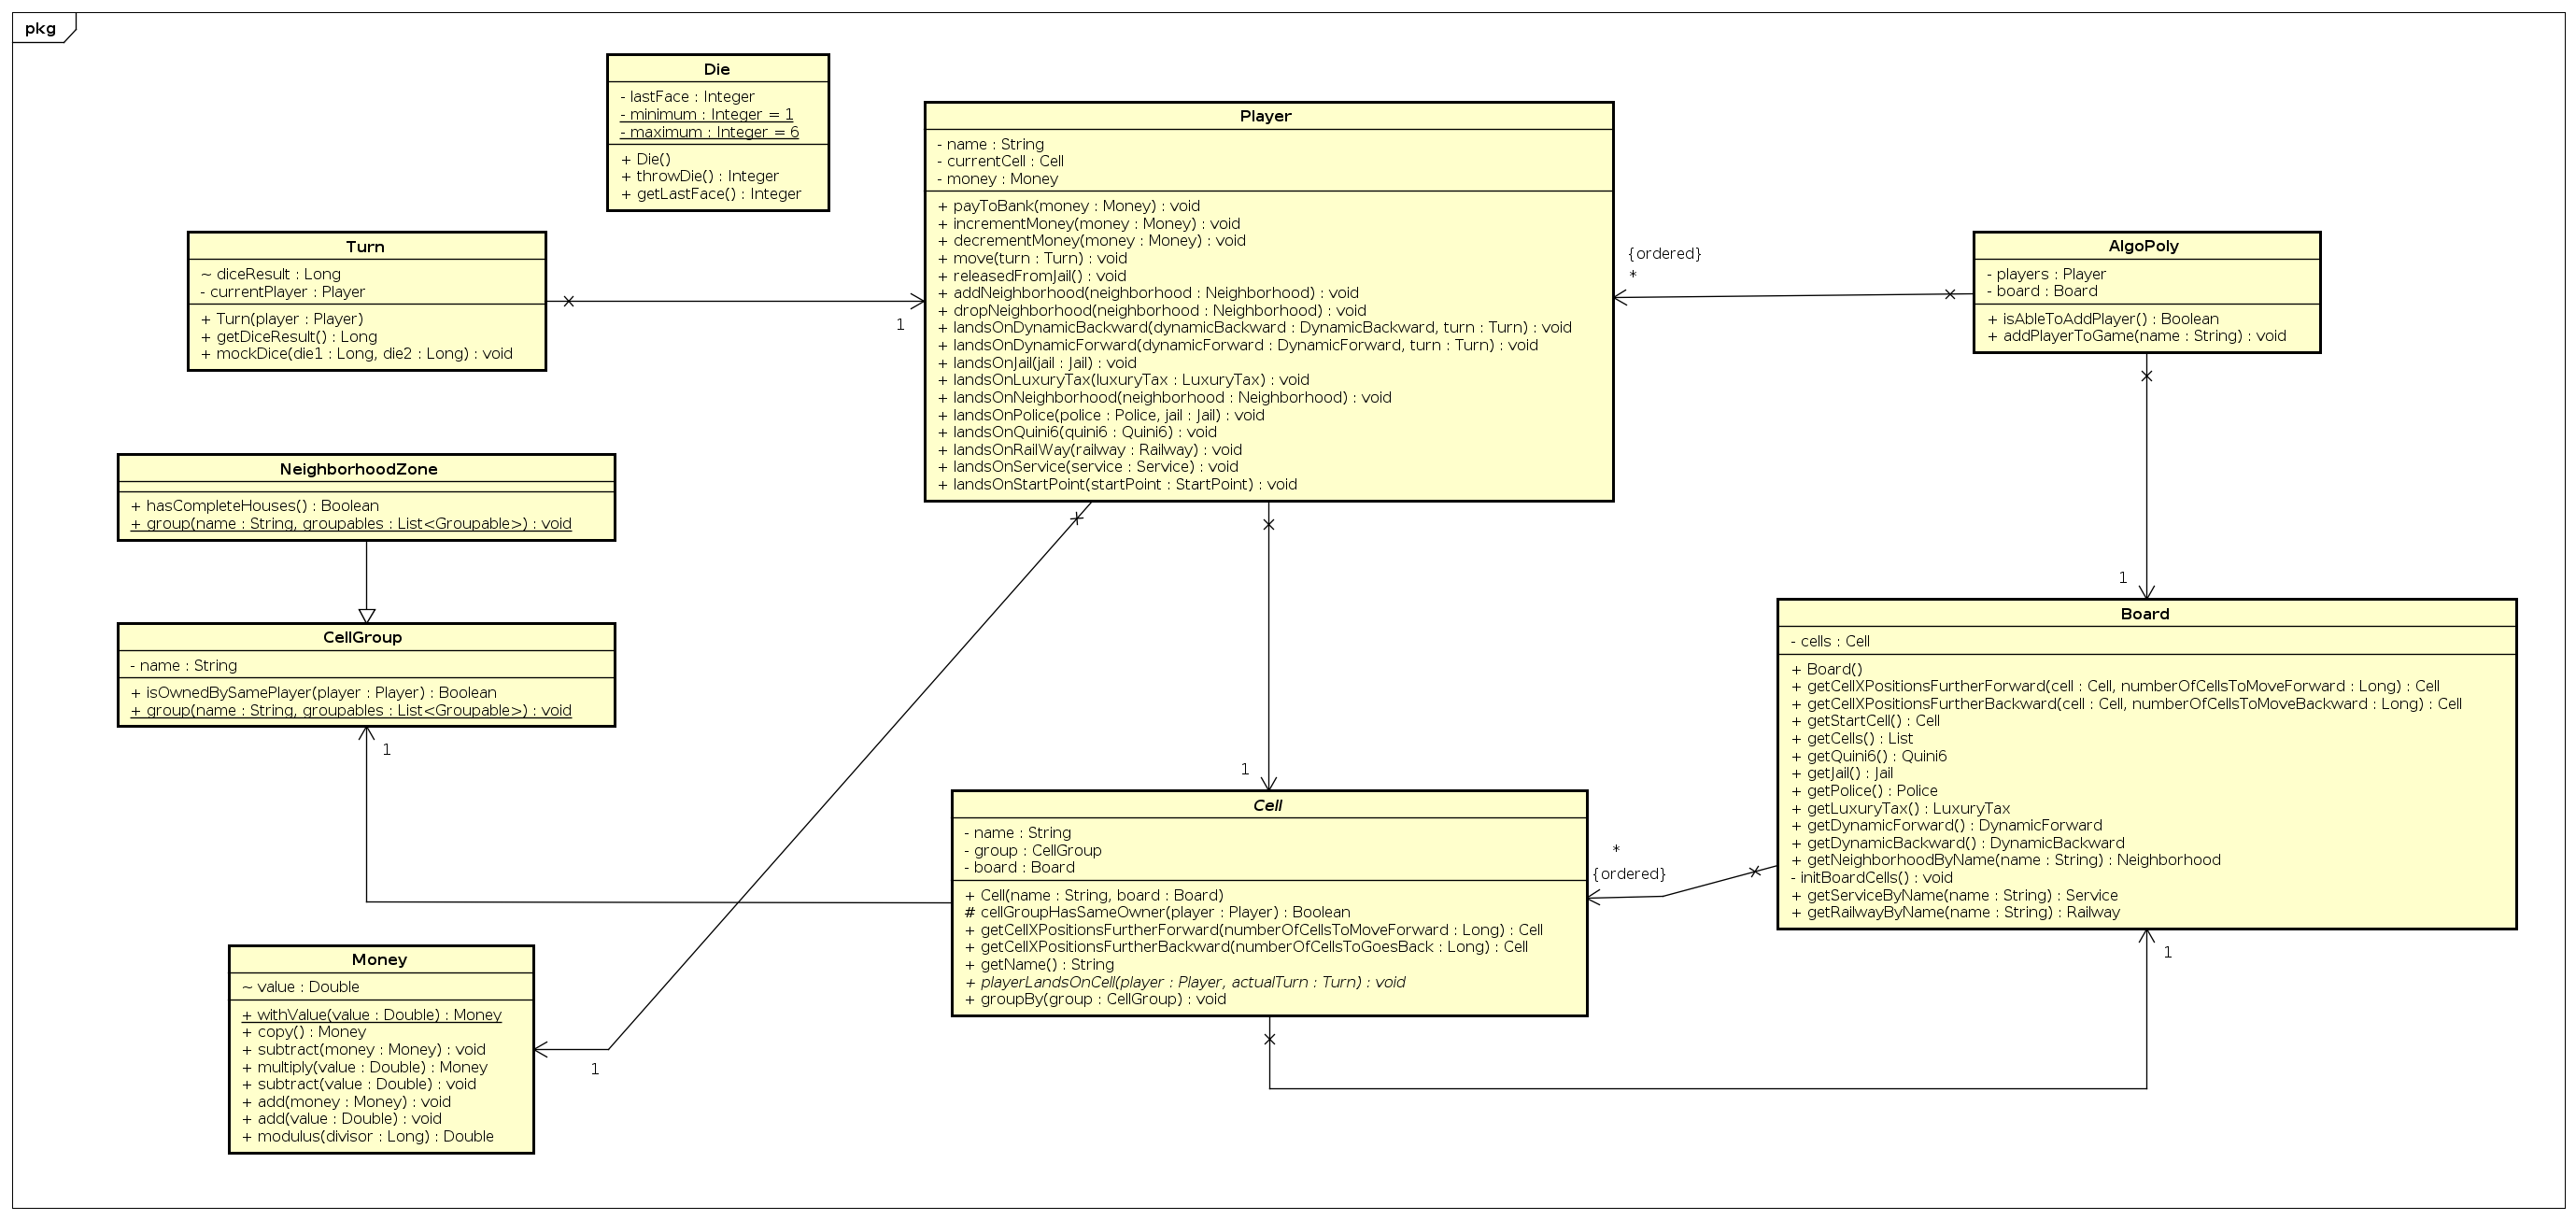 pkg
Die
- lastFace : Integer
- minimum : Integer = 1
- maximum : Integer = 6
+ Die()
+ throwDie() : Integer
+ getLastFace() : Integer
Player
- name : String
- currentCell : Cell
- money : Money
+ payToBank(money : Money) : void
+ incrementMoney(money : Money) : void
+ decrementMoney(money : Money) : void
+ move(turn : Turn) : void
+ releasedFromJail() : void
+ addNeighborhood(neighborhood : Neighborhood) : void
+ dropNeighborhood(neighborhood : Neighborhood) : void
+ landsOnDynamicBackward(dynamicBackward : DynamicBackward, turn : Turn) : void
+ landsOnDynamicForward(dynamicForward : DynamicForward, turn : Turn) : void
+ landsOnJail(jail : Jail) : void
+ landsOnLuxuryTax(luxuryTax : LuxuryTax) : void
+ landsOnNeighborhood(neighborhood : Neighborhood) : void
+ landsOnPolice(police : Police, jail : Jail) : void
+ landsOnQuini6(quini6 : Quini6) : void
+ landsOnRailWay(railway : Railway) : void
+ landsOnService(service : Service) : void
+ landsOnStartPoint(startPoint : StartPoint) : void
Turn
~ diceResult : Long
- currentPlayer : Player
+ Turn(player : Player)
+ getDiceResult() : Long
+ mockDice(die1 : Long, die2 : Long) : void
1
{ordered}
*
AlgoPoly
- players : Player
- board : Board
+ isAbleToAddPlayer() : Boolean
+ addPlayerToGame(name : String) : void
1
NeighborhoodZone
+ hasCompleteHouses() : Boolean
+ group(name : String, groupables : List<Groupable>) : void
CellGroup
- name : String
+ isOwnedBySamePlayer(player : Player) : Boolean
+ group(name : String, groupables : List<Groupable>) : void
1
1
Board
- cells : Cell
+ Board()
+ getCellXPositionsFurtherForward(cell : Cell, numberOfCellsToMoveForward : Long) : Cell
+ getCellXPositionsFurtherBackward(cell : Cell, numberOfCellsToMoveBackward : Long) : Cell
+ getStartCell() : Cell
+ getCells() : List
+ getQuini6() : Quini6
+ getJail() : Jail
+ getPolice() : Police
+ getLuxuryTax() : LuxuryTax
+ getDynamicForward() : DynamicForward
+ getDynamicBackward() : DynamicBackward
+ getNeighborhoodByName(name : String) : Neighborhood
- initBoardCells() : void
+ getServiceByName(name : String) : Service
+ getRailwayByName(name : String) : Railway
1
Cell
- name : String
- group : CellGroup
- board : Board
+ Cell(name : String, board : Board)
# cellGroupHasSameOwner(player : Player) : Boolean
+ getCellXPositionsFurtherForward(numberOfCellsToMoveForward : Long) : Cell
+ getCellXPositionsFurtherBackward(numberOfCellsToGoesBack : Long) : Cell
+ getName() : String
+ playerLandsOnCell(player : Player, actualTurn : Turn) : void
+ groupBy(group : CellGroup) : void
*
{ordered}
Money
~ value : Double
+ withValue(value : Double) : Money
+ copy() : Money
+ subtract(money : Money) : void
+ multiply(value : Double) : Money
+ subtract(value : Double) : void
+ add(money : Money) : void
+ add(value : Double) : void
+ modulus(divisor : Long) : Double
1